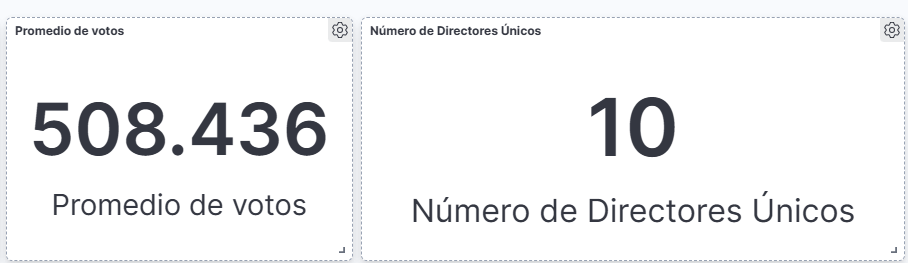 Promedio de votos
508.436
Promedio de votos
Número de Directores Únicos
10
Número de Directores Únicos